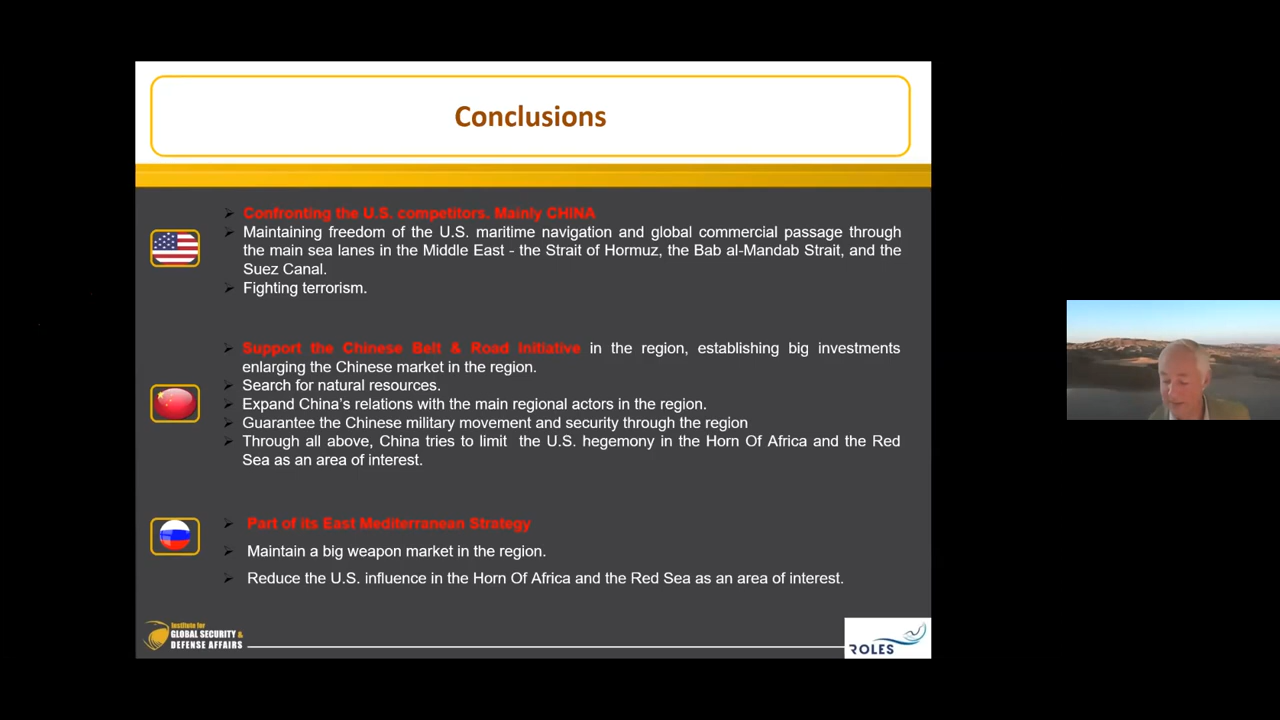 Conclusions
Confronting the U.S. competitors. Mainly CHINA
Maintaining freedom of the U.S. maritime navigation and global commercial passage through
the main sea lanes in the Middle East - the Strait of Hormuz, the Bab al-Mandab Strait, and the
Suez Canal.
Fighting terrorism.
Support the Chinese Belt & Road Initiative in the region, establishing big investments
enlarging the Chinese market in the region.
Search for natural resources.
Expand China's relations with the main regional actors in the region.
Guarantee the Chinese military movement and security through the region
Through all above, China tries to limit the U.S. hegemony in the Horn Of Africa and the Red
Sea as an area of interest.
Part of its East Mediterranean Strategy
Maintain a big weapon market in the region.
Reduce the U.S. influence in the Horn Of Africa and the Red Sea as an area of interest.
Institute for
GLOBAL SECURITY &
DEFENSE AFFAIRS
ROLES